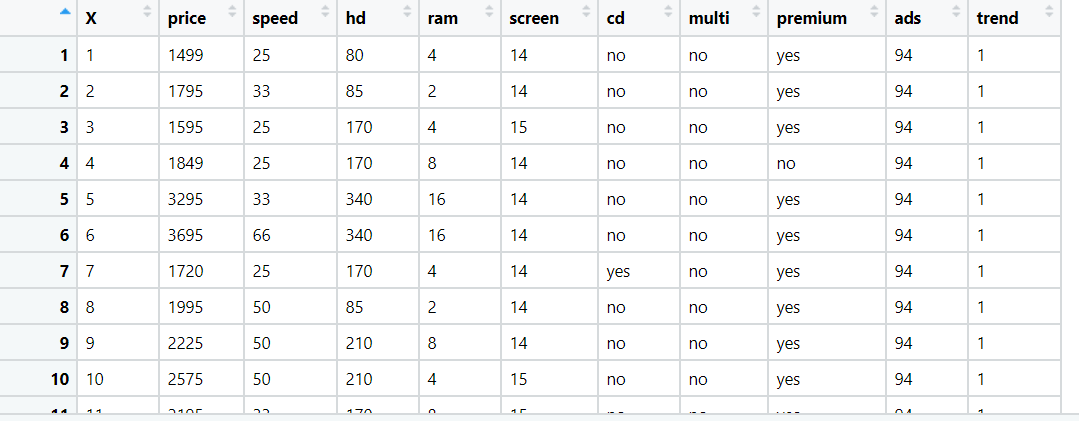 X price speed hd ram screen cd multi premium ads trend
1 1 1499 25 80 4 14 no no yes 94 1
2 2 1795 33 85 2 14 no no yes 94 1
3 3 1595 25 170 4 15 no no yes 94 1
4 4 1849 25 170 8 14 no no no 94 1
5 5 3295 33 340 16 14 no no yes 94 1
6 6 3695 66 340 16 14 no no yes 94 1
7 7 1720 25 170 4 14 yes no yes 94 1
8 8 1995 50 85 2 14 no no yes 94 1
9 9 2225 50 210 8 14 no no yes 94 1
10 10 2575 50 210 4 15 no no yes 94 1